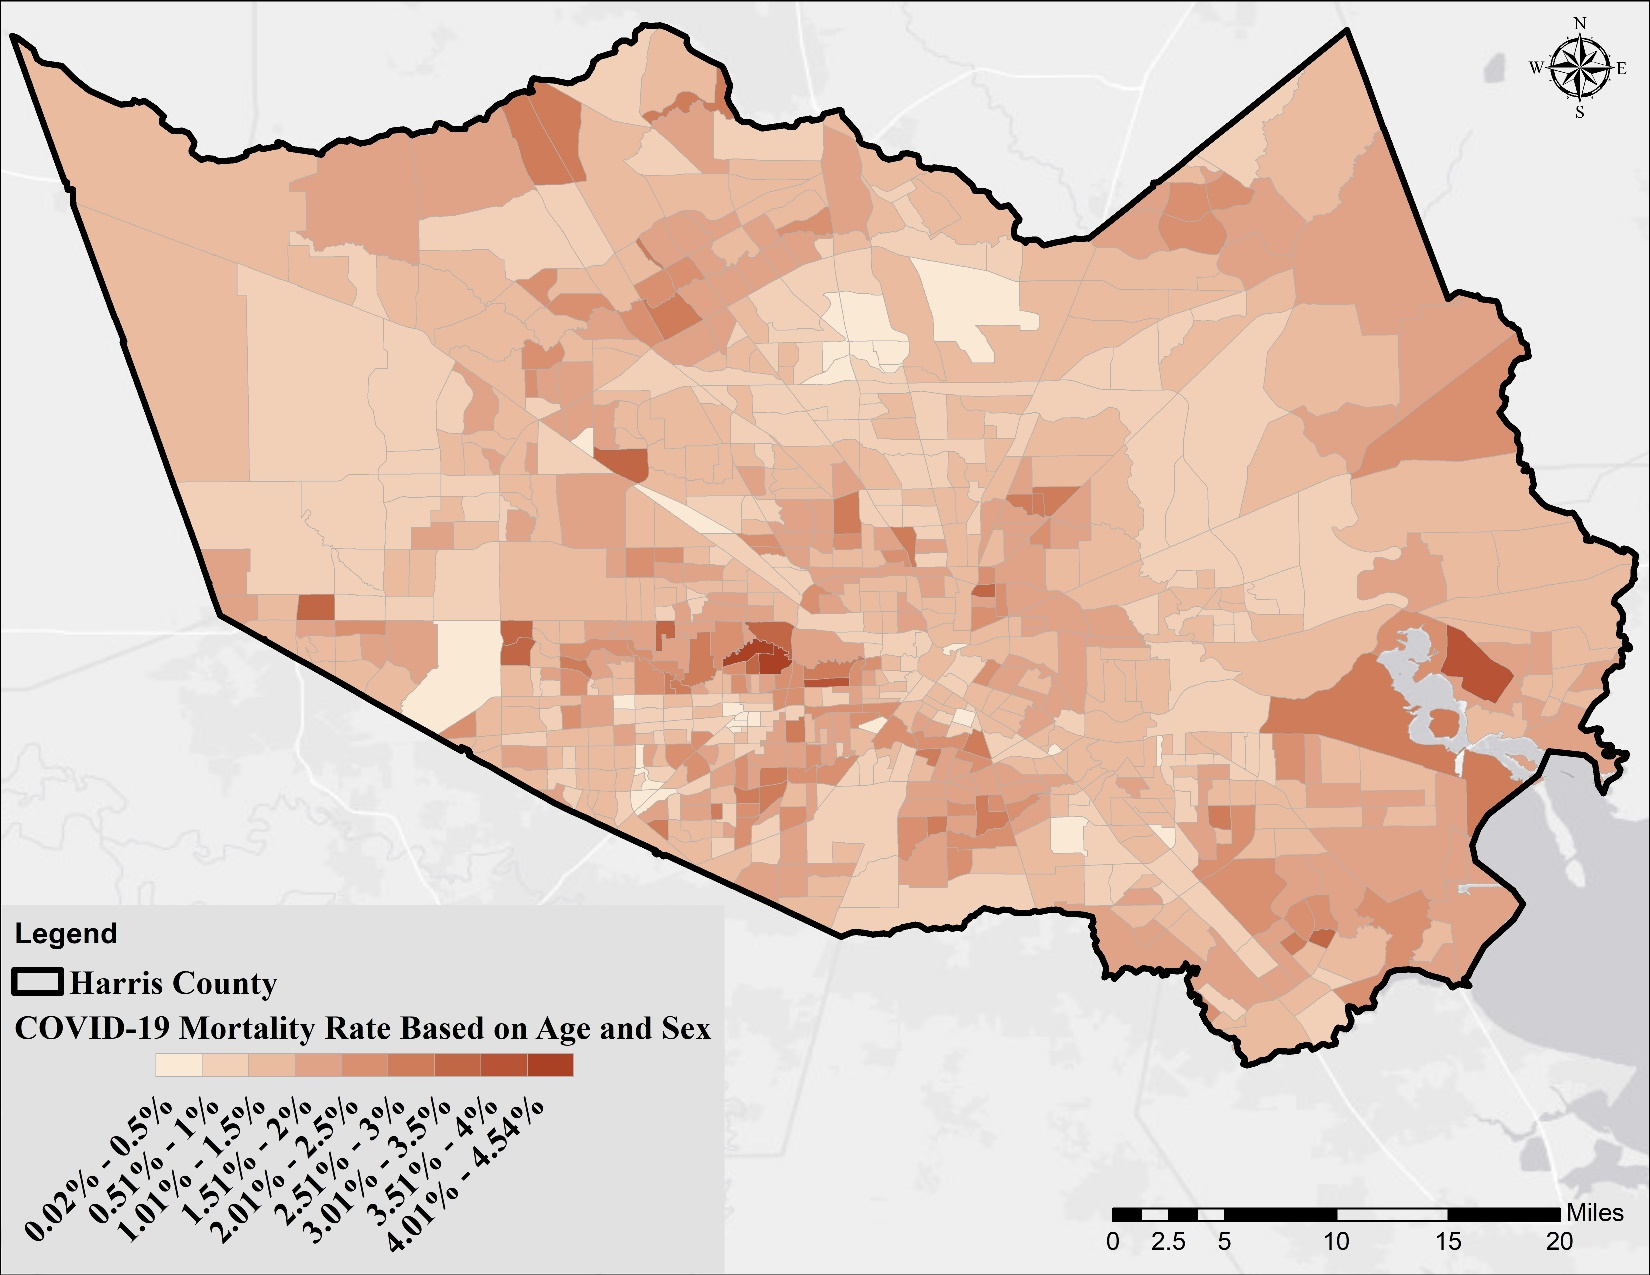 N
W E
S
Legend
Harris County
COVID-19 Mortality Rate Based on Age and Sex
0.02% - 0.5%
0.51% - 1%
1.01% - 1.5%
1.51% - 2%
2.01% - 2.5%
2.51% - 3%
3.01% - 3.5%
3.51% - 4%
4.01% - 4.54%
Miles
0 2.5 5 10 15 20